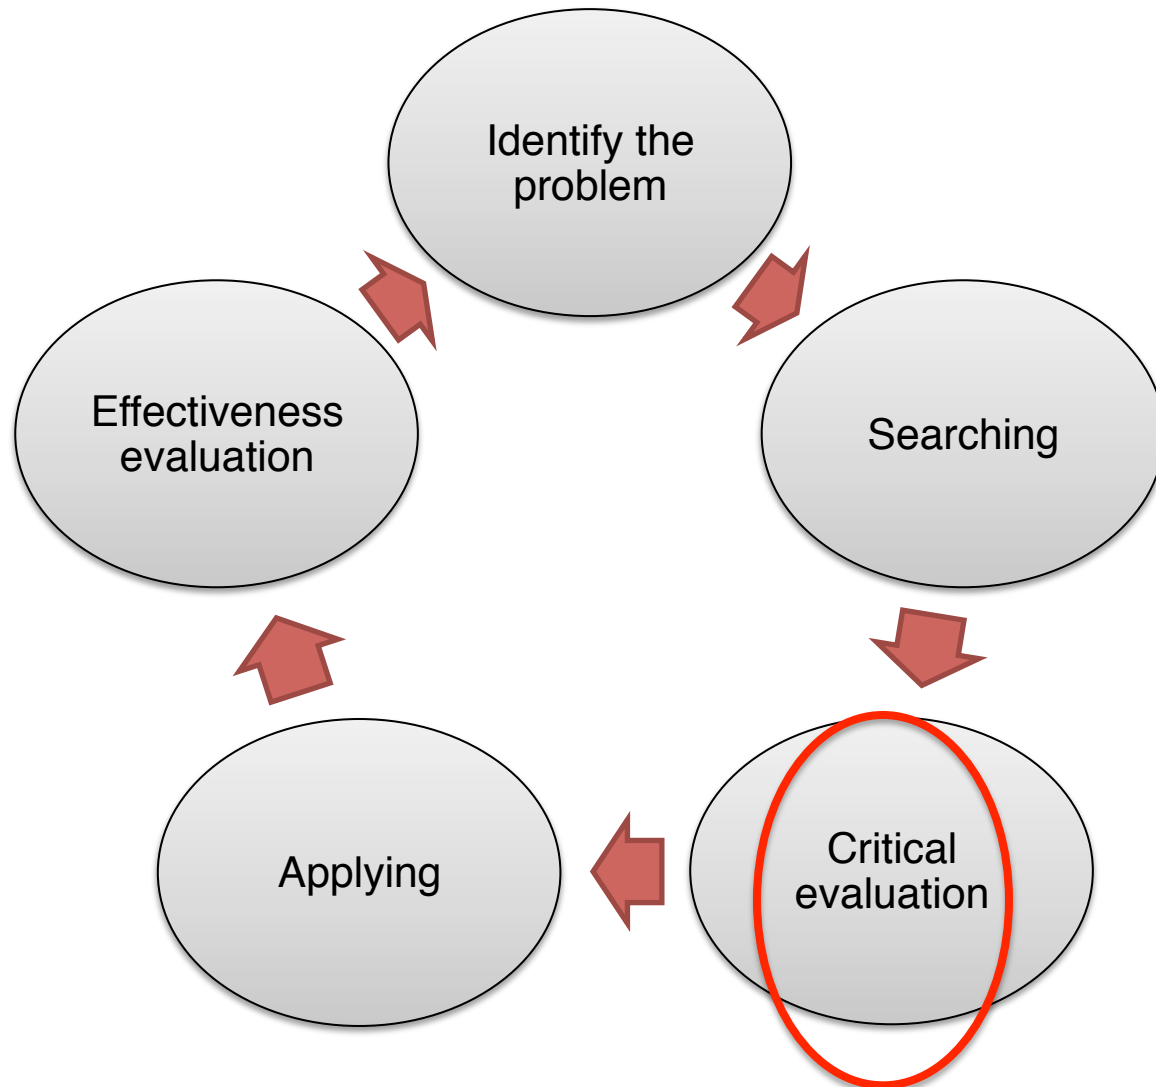 Identify the
problem
Searching
Critical
evaluation
Applying
Effectiveness
evaluation